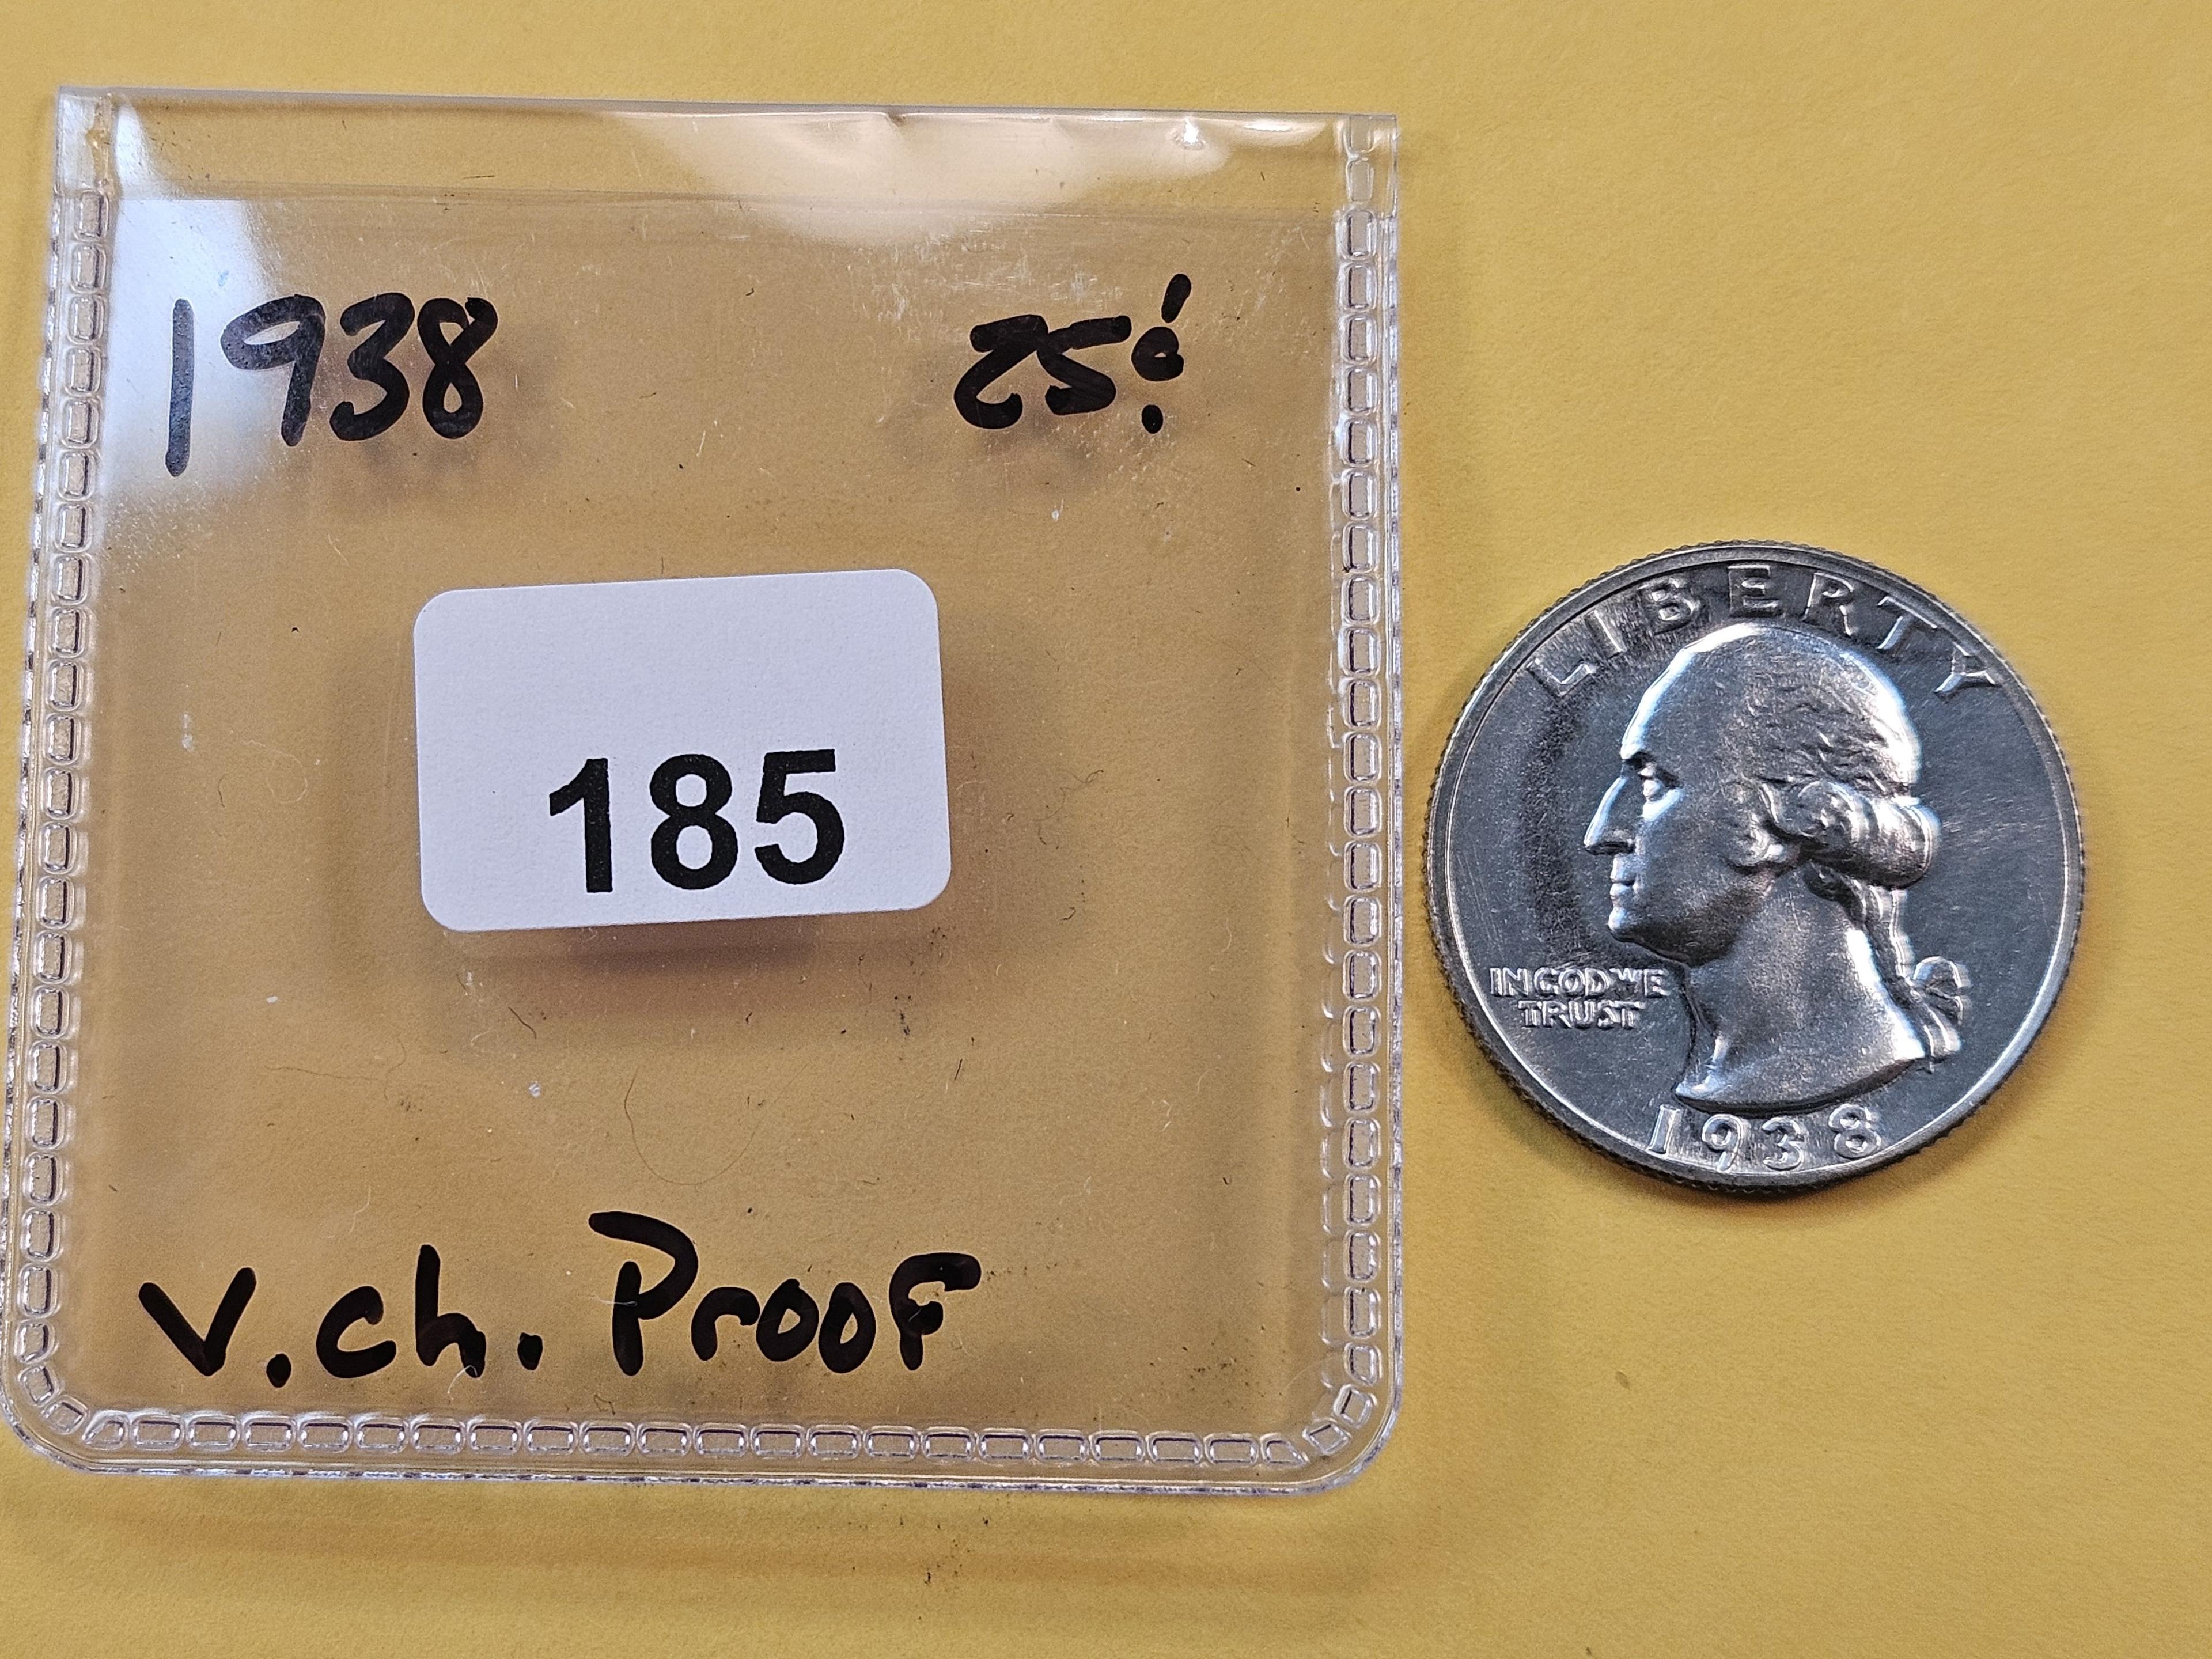 1938 25¢
185
V.ch. Proof
LIBERTY
IN GOD WE
TRUST
1938